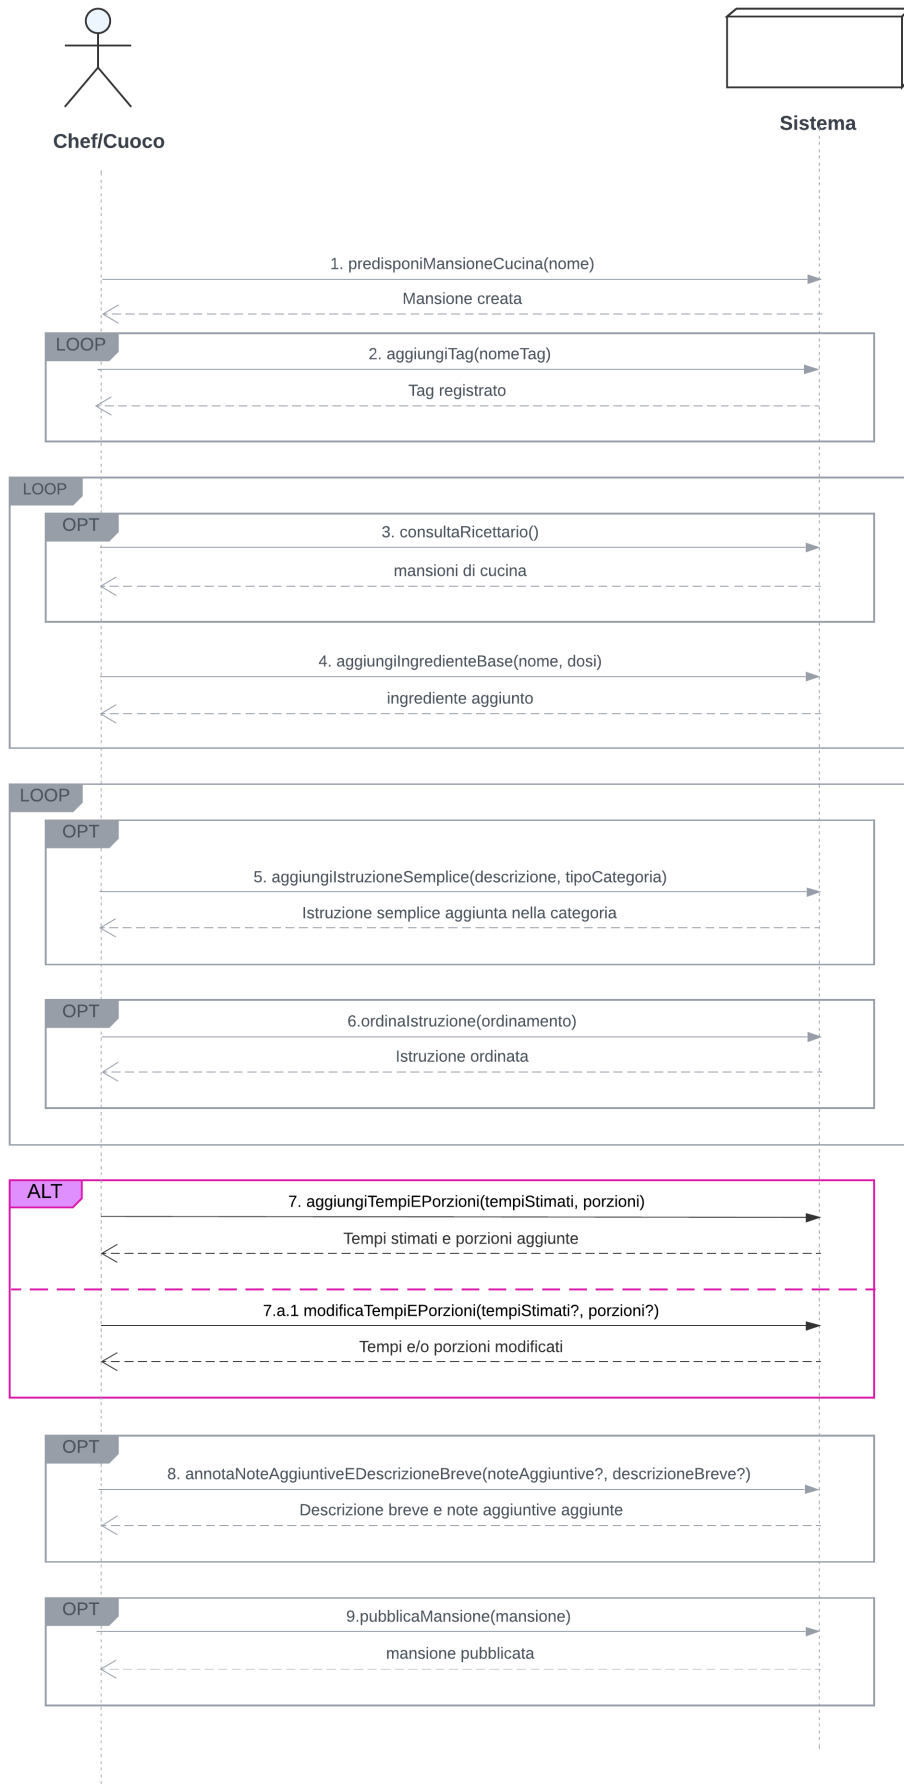 Chef/Cuoco
Sistema
1. predisponiMansioneCucina(nome)
Mansione creata
LOOP
2. aggiungiTag(nomeTag)
Tag registrato
LOOP
OPT
3. consultaRicettario()
mansioni di cucina
4. aggiungiIngredienteBase(nome, dosi)
ingrediente aggiunto
LOOP
OPT
5. aggiungiIstruzioneSemplice(descrizione, tipoCategoria)
Istruzione semplice aggiunta nella categoria
OPT
6.ordinaIstruzione(ordinamento)
Istruzione ordinata
ALT
7. aggiungiTempiEPorzioni(tempiStimati, porzioni)
Tempi stimati e porzioni aggiunte
7.a.1 modificaTempiEPorzioni(tempiStimati?, porzioni?)
Tempi e/o porzioni modificati
OPT
8. annotaNoteAggiuntiveEDescrizioneBreve(noteAggiuntive?, descrizioneBreve?)
Descrizione breve e note aggiuntive aggiunte
OPT
9.pubblicaMansione(mansione)
mansione pubblicata